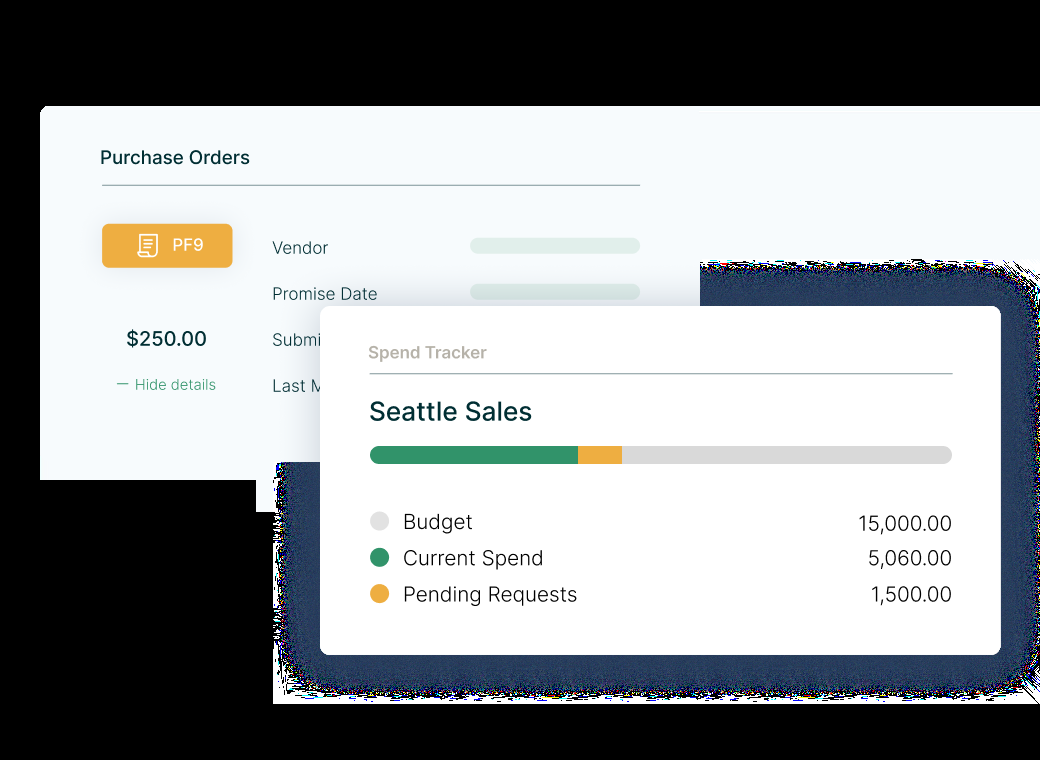 Purchase Orders
PF9
Vendor
Promise Date
$250.00
Submi
— Hide details
Last M
Spend Tracker
Seattle Sales
Budget 15,000.00
Current Spend 5,060.00
Pending Requests 1,500.00